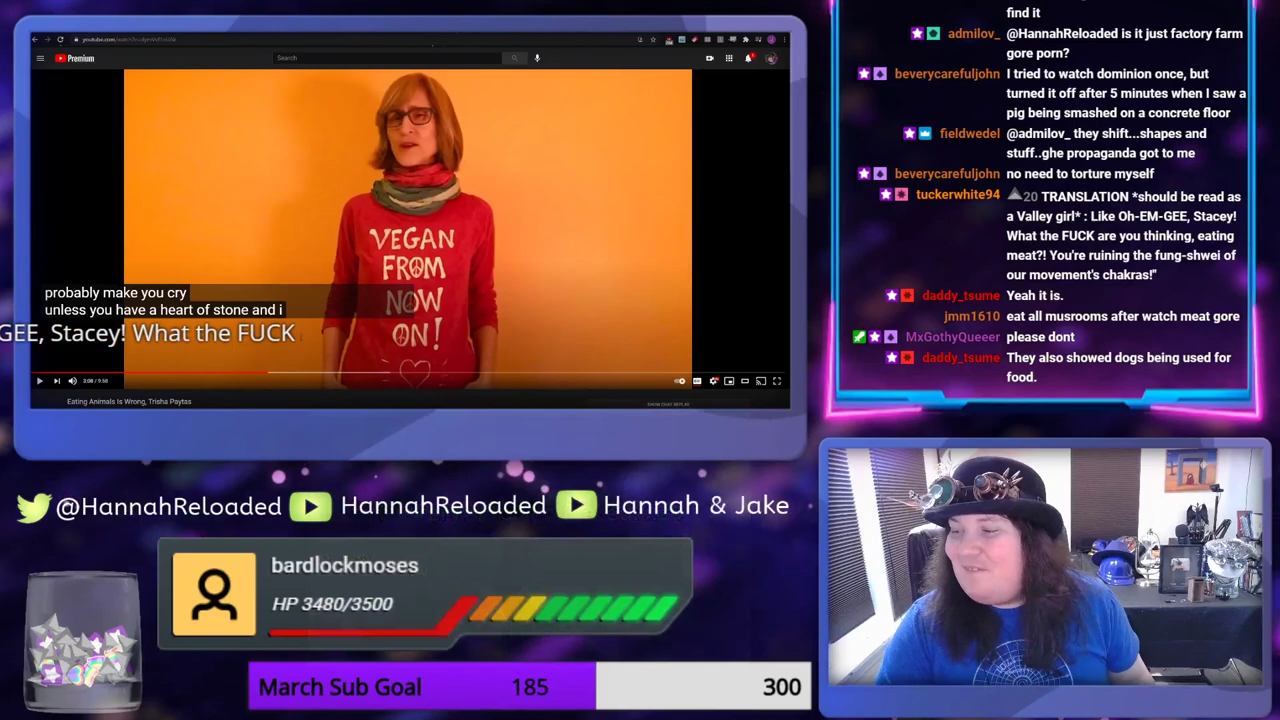 Premium
Search
VEGAN
FROM
NOW
ON!
probably make you cry
unless you have a heart of stone and i
GEE, Stacey! What the FUCK
3:08 / 9:58
Eating Animals Is Wrong, Trisha Paytas
SHOW CHAT REPLAY
find it
admilov_ @HannahReloaded is it just factory farm
gore porn?
beverycarefuljohn I tried to watch dominion once, but
turned it off after 5 minutes when I saw a
pig being smashed on a concrete floor
fieldwedel @admilov_ they shift...shapes and
stuff..ghe propaganda got to me
beverycarefuljohn no need to torture myself
tuckerwhite94 20 TRANSLATION *should be read as
a Valley girl* : Like Oh-EM-GEE, Stacey!
What the FUCK are you thinking, eating
meat?! You're ruining the fung-shwei of
our movement's chakras!"
daddy_tsume Yeah it is.
jmm1610 eat all musrooms after watch meat gore
MxGothyQueeer please dont
daddy_tsume They also showed dogs being used for
food.
@HannahReloaded HannahReloaded Hannah & Jake
bardlockmoses
HP 3480/3500
March Sub Goal 185 300